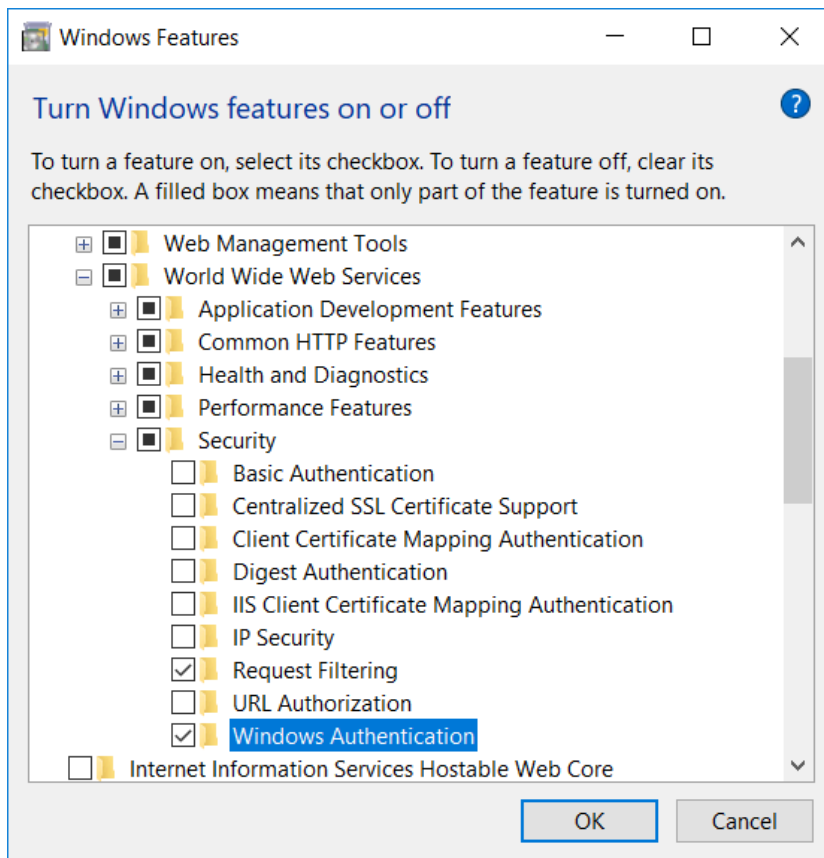 Windows Features
Turn Windows features on or off
?
To turn a feature on, select its checkbox. To turn a feature off, clear its
checkbox. A filled box means that only part of the feature is turned on.
Web Management Tools
World Wide Web Services
Application Development Features
Common HTTP Features
Health and Diagnostics
Performance Features
Security
Basic Authentication
Centralized SSL Certificate Support
Client Certificate Mapping Authentication
Digest Authentication
IIS Client Certificate Mapping Authentication
IP Security
Request Filtering
URL Authorization
Windows Authentication
Internet Information Services Hostable Web Core
OK
Cancel